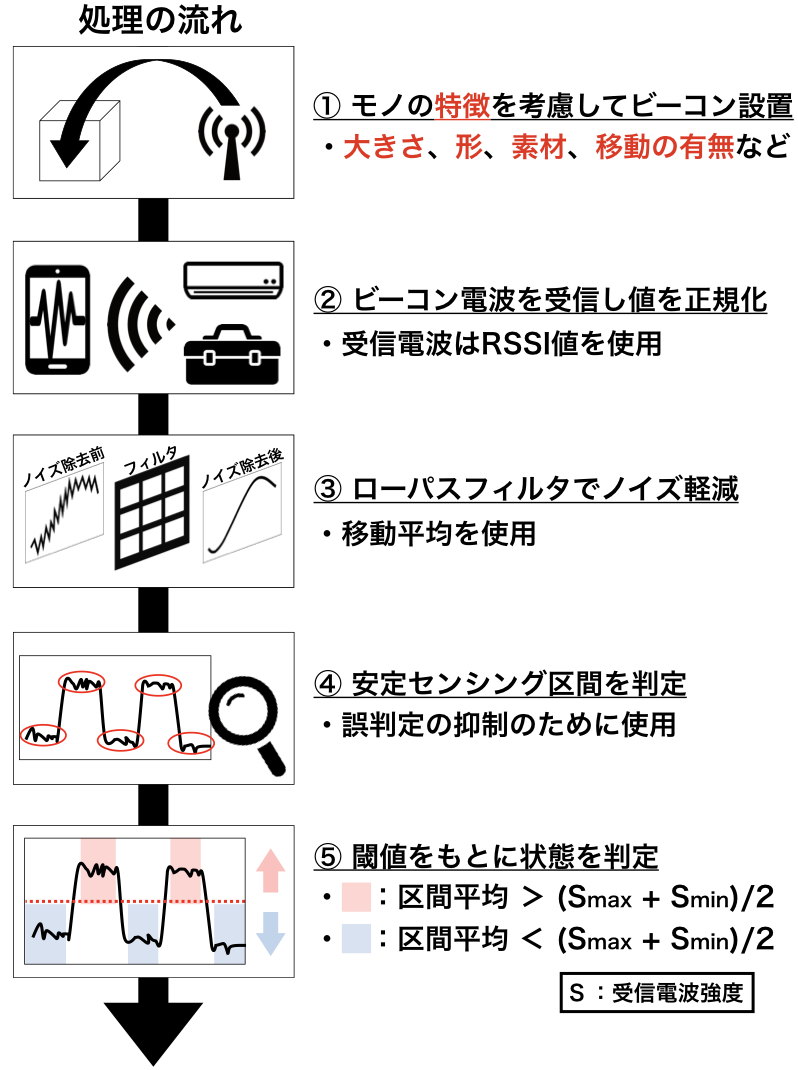 処理の流れ
① モノの特徴を考慮してビーコン設置
・大きさ、形、素材、移動の有無など
② ビーコン電波を受信し値を正規化
・受信電波はRSSI値を使用
ノイズ除去前
フィルタ
ノイズ除去後
③ ローパスフィルタでノイズ軽減
・移動平均を使用
④ 安定センシング区間を判定
・誤判定の抑制のために使用
⑤ 閾値をもとに状態を判定
・ ：区間平均 ＞ (Smax + Smin)/2
・ ：区間平均 ＜ (Smax + Smin)/2
S ：受信電波強度